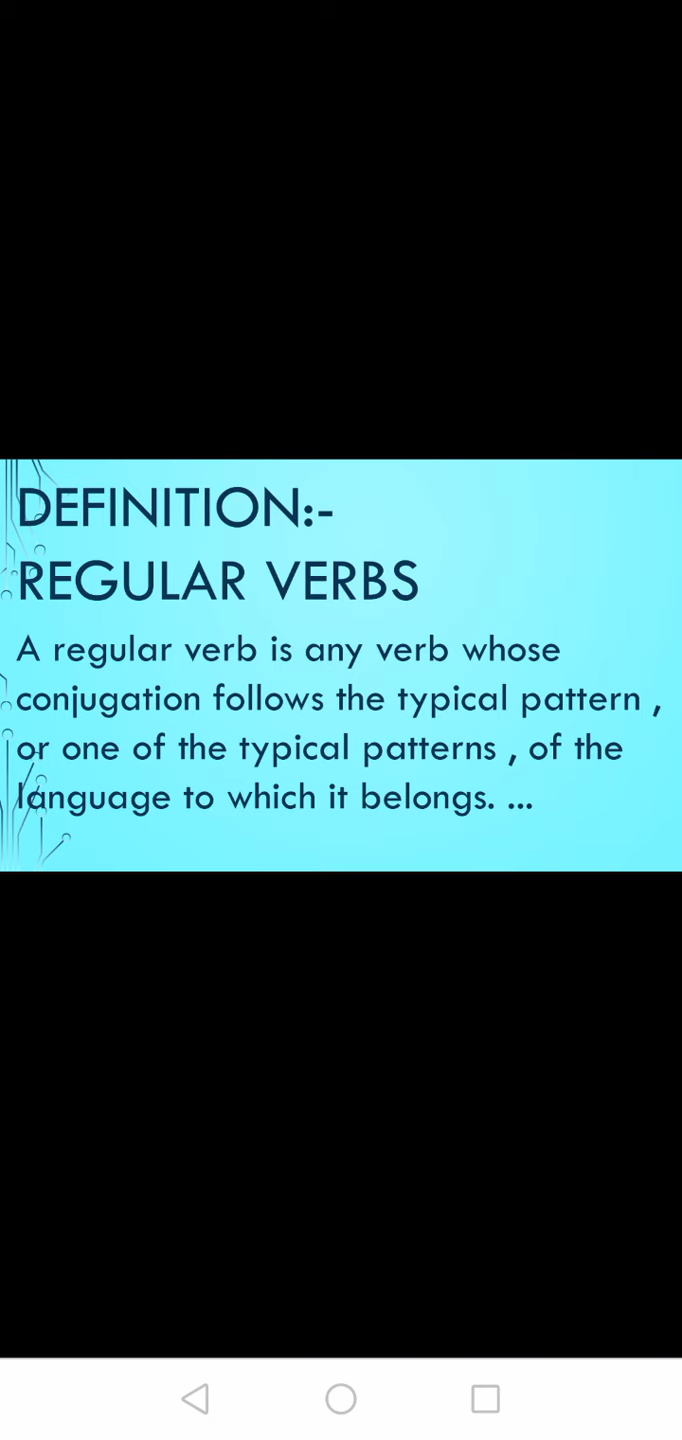 DEFINITION:-
REGULAR VERBS
A regular verb is any verb whose
conjugation follows the typical pattern ,
or one of the typical patterns , of the
language to which it belongs. ...